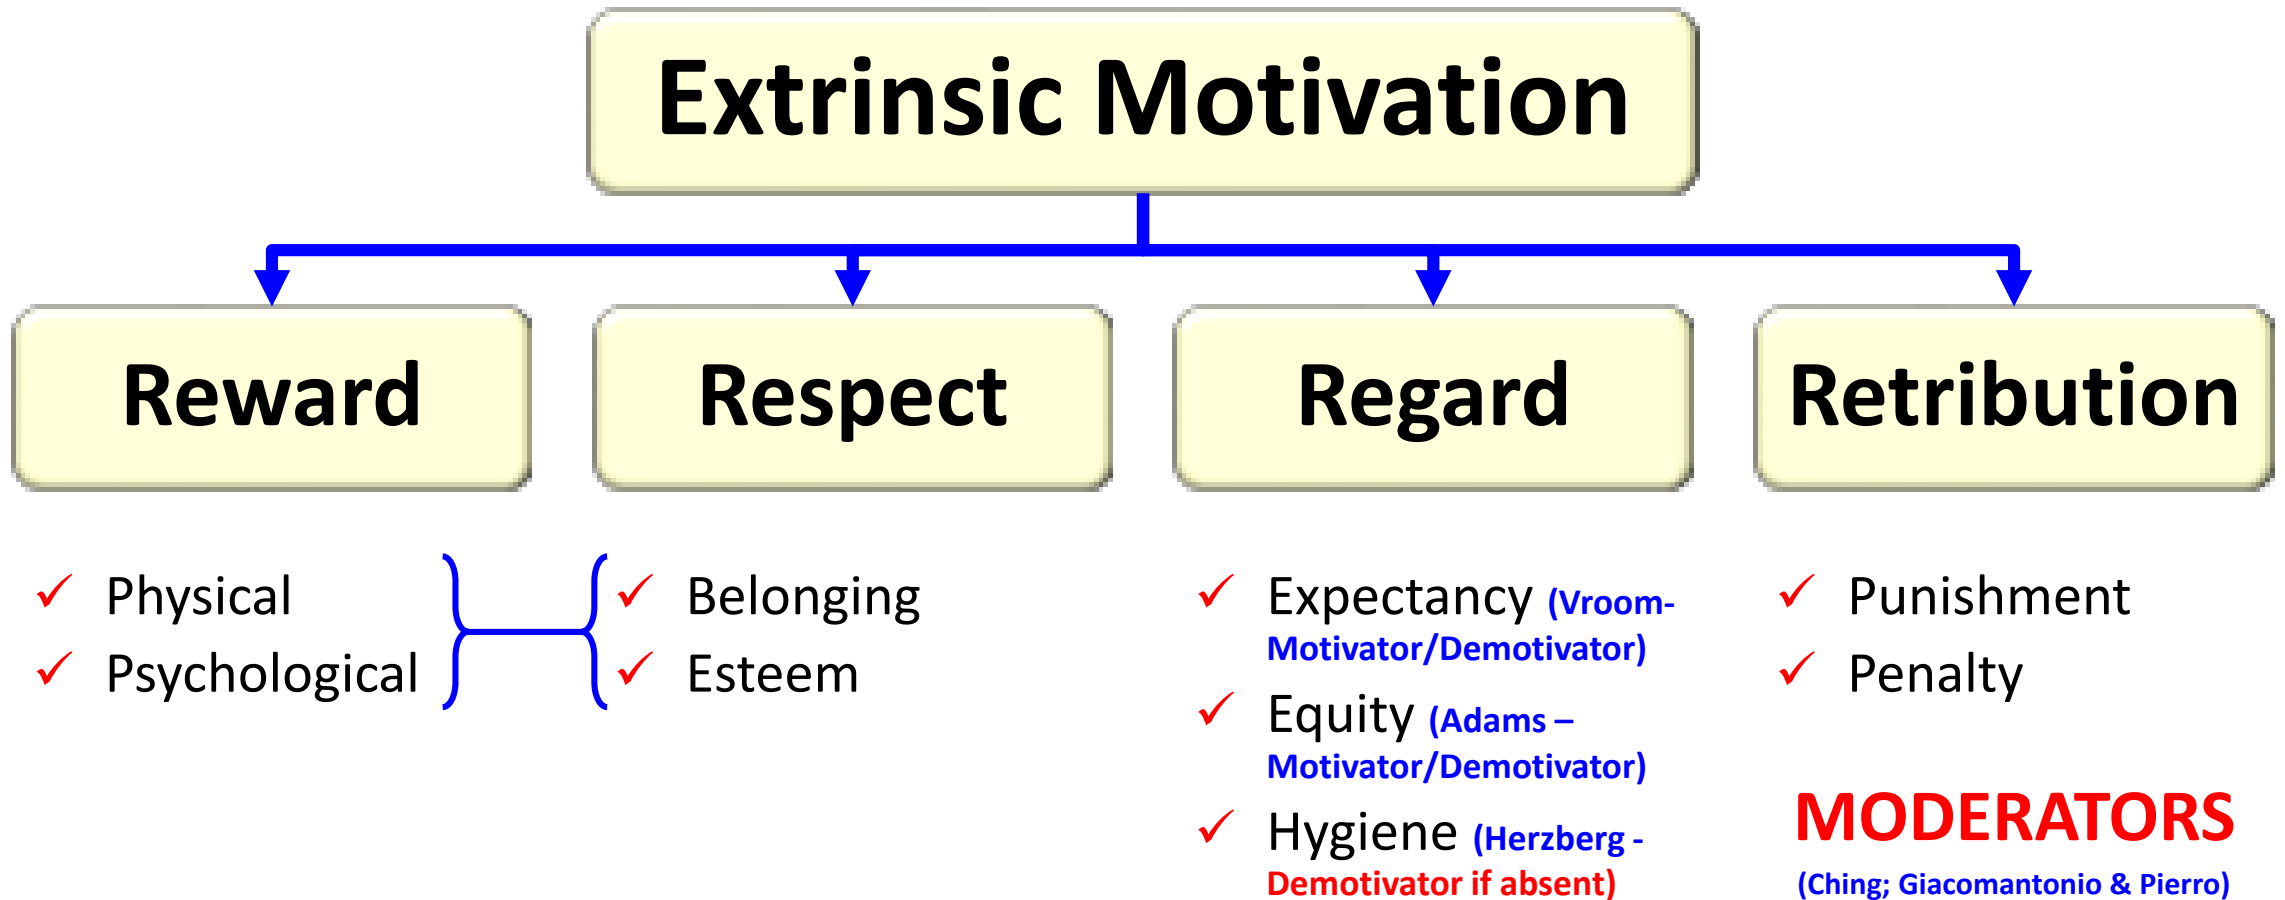 Extrinsic Motivation
Reward
Respect
Regard
Retribution
Physical
Psychological
Belonging
Esteem
Expectancy (Vroom-
Motivator/Demotivator)
Equity (Adams –
Motivator/Demotivator)
Hygiene (Herzberg -
Demotivator if absent)
Punishment
Penalty
MODERATORS
(Ching; Giacomantonio & Pierro)